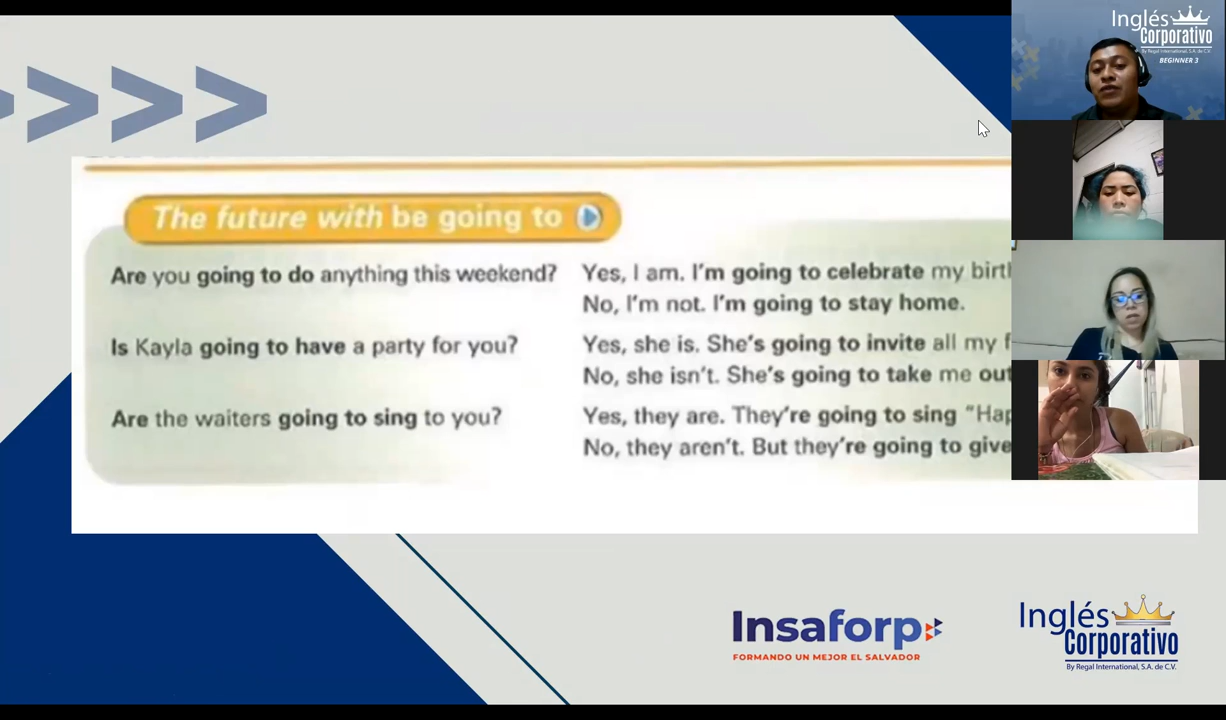 The future with be going to
Are you going to do anything this weekend?
Yes, I am. I'm going to celebrate my
No, I'm not. I'm going to stay home.
Is Kayla going to have a party for you?
Yes, she is. She's going to invite all my
No, she isn't. She's going to take me out
Are the waiters going to sing to you?
Yes, they are. They're going to sing
No, they aren't. But they're going to give
Insaforp
FORMANDO UN MEJOR EL SALVADOR
Inglés
Corporativo
By Regal International, S.A. de C.V.
Inglés
Corporativo
By Regal International, S.A. de C.V.
BEGINNER 3